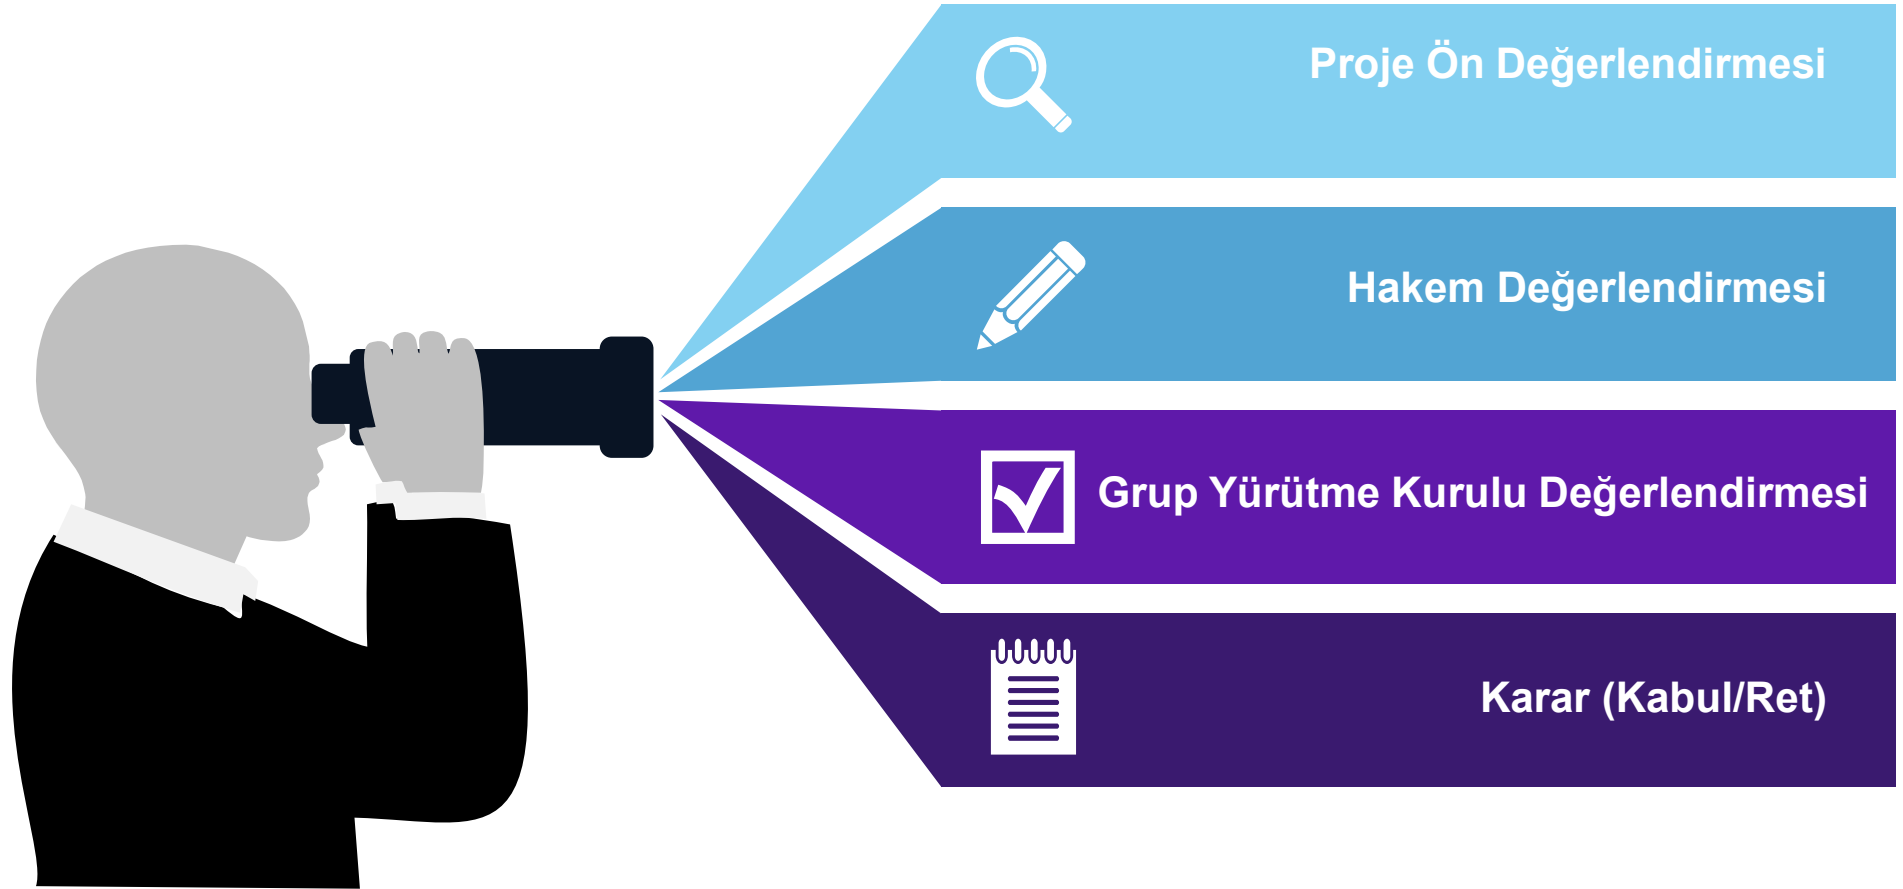 Proje Ön Değerlendirmesi
Hakem Değerlendirmesi
Grup Yürütme Kurulu Değerlendirmesi
Karar (Kabul/Ret)